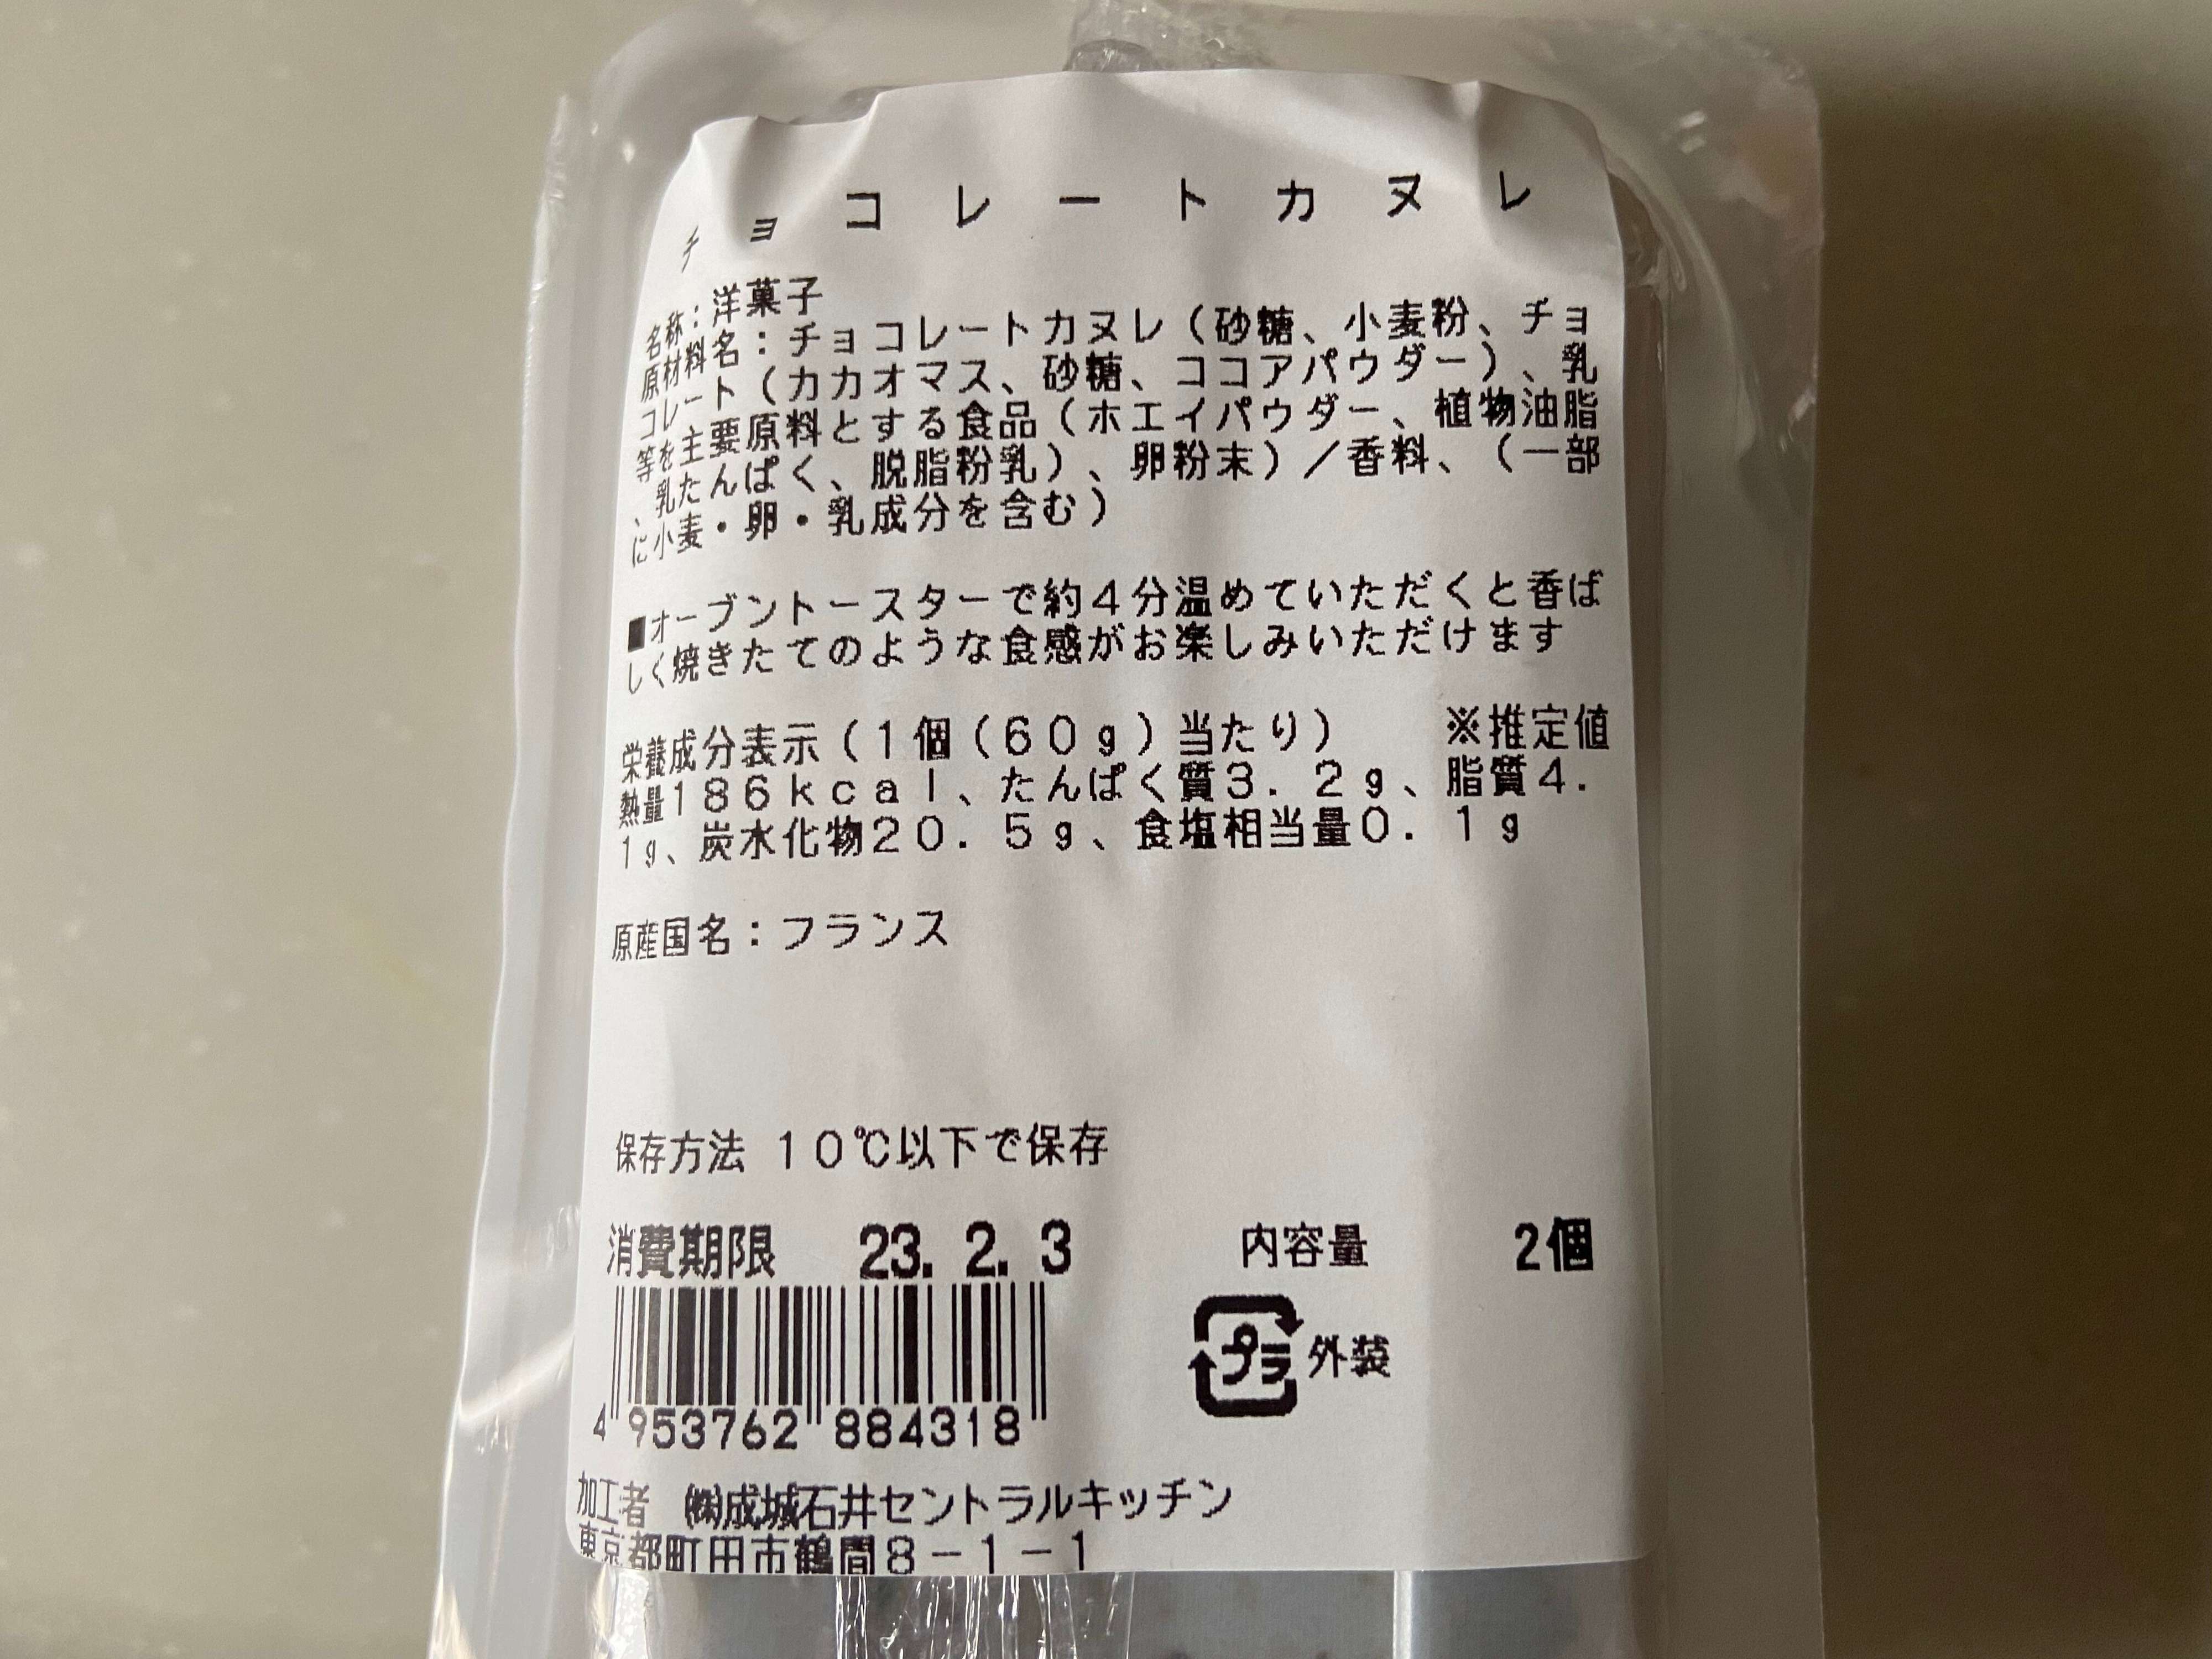 チョコレートカヌレ
名称：洋菓子
原材料名：チョコレートカヌレ（砂糖、小麦粉、チョ
コレート（カカオマス、砂糖、ココアパウダー）、乳
等を主要原料とする食品（ホエイパウダー、植物油脂
、乳たんぱく、脱脂粉乳）、卵粉末）／香料、（一部
に小麦・卵・乳成分を含む）
■オーブントースターで約４分温めていただくと香ば
しく焼きたてのような食感がお楽しみいただけます
栄養成分表示（１個（６０ｇ）当たり）　※推定値
熱量１８６ｋｃａｌ、たんぱく質３．２ｇ、脂質４．
１ｇ、炭水化物２０．５ｇ、食塩相当量０．１ｇ
原産国名：フランス
保存方法 １０℃以下で保存
消費期限 23. 2. 3 内容量 2個
プラ 外装
4 953762 884318
加工者 ㈱成城石井セントラルキッチン
東京都町田市鶴間８－１－１